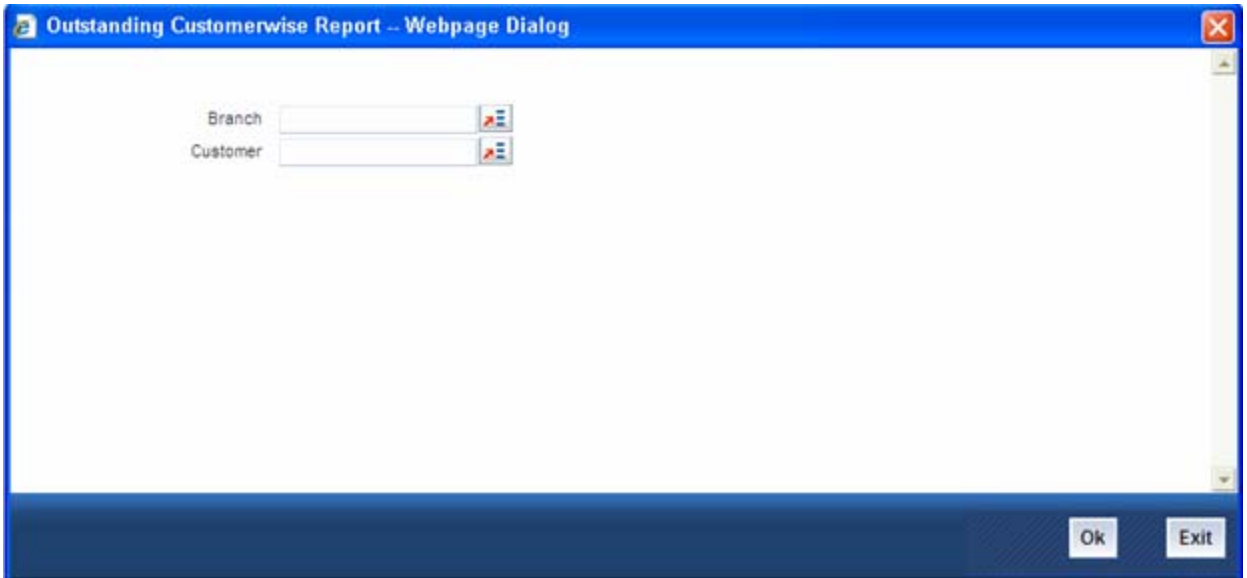 Outstanding Customerwise Report -- Webpage Dialog
Branch
Customer
Ok
Exit